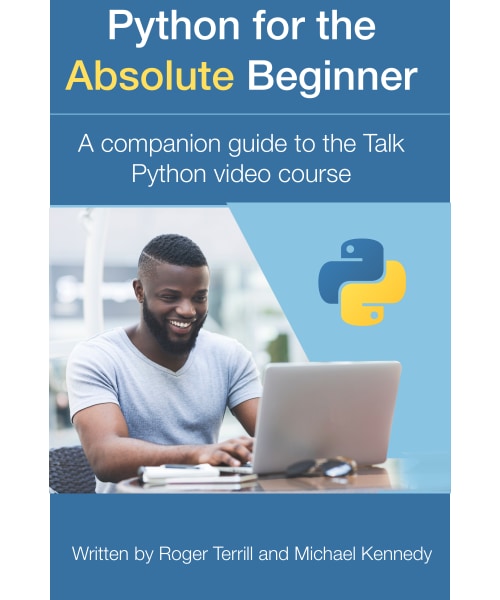 Python for the
Absolute Beginner
A companion guide to the Talk
Python video course
Written by Roger Terrill and Michael Kennedy